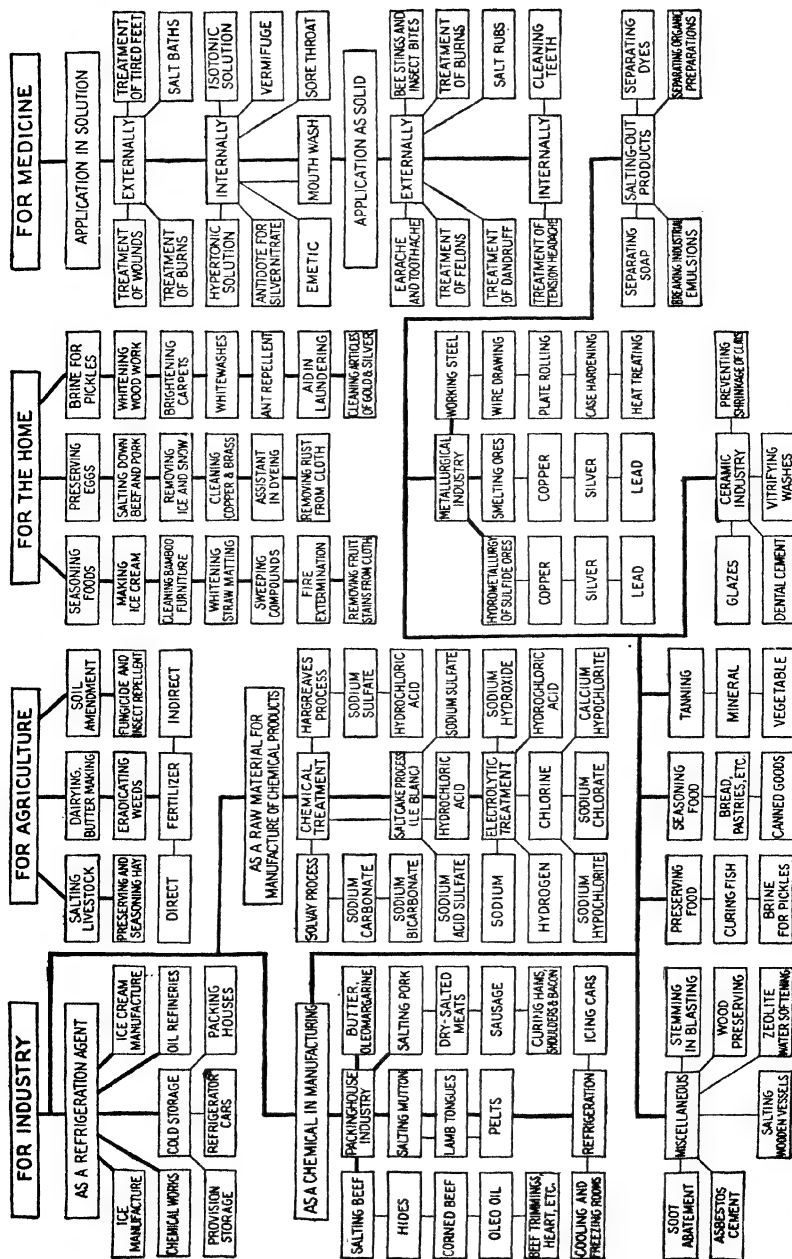 FOR INDUSTRY
AS A REFRIGERATION AGENT
ICE
MANUFACTURE
ICE CREAM
MANUFACTURE
CHEMICAL WORKS
OIL REFINERIES
COLD STORAGE
PROVISION
STORAGE
REFRIGERATOR
CARS
PACKING
HOUSES
AS A CHEMICAL IN MANUFACTURING
SALTING BEEF
PACKINGHOUSE
INDUSTRY
BUTTER,
OLEOMARGARINE
HIDES
SALTING MUTTON
SALTING PORK
CORNED BEEF
LAMB TONGUES
DRY-SALTED
MEATS
OLEO OIL
PELTS
SAUSAGE
BEEF TRIMMINGS,
HEART, ETC.
CURING HAMS,
SHOULDERS & BACON
COOLING AND
FREEZING ROOMS
REFRIGERATION
ICING CARS
SOOT
ABATEMENT
MISCELLANEOUS
STEMMING
IN BLASTING
ASBESTOS
CEMENT
WOOD
PRESERVING
SALTING
WOODEN VESSELS
ZEOLITE
WATER SOFTENING
FOR AGRICULTURE
SALTING
LIVESTOCK
DAIRYING,
BUTTER MAKING
SOIL
AMENDMENT
PRESERVING AND
SEASONING HAY
ERADICATING
WEEDS
FUNGICIDE AND
INSECT REPELLENT
DIRECT
FERTILIZER
INDIRECT
AS A RAW MATERIAL FOR
MANUFACTURE OF CHEMICAL PRODUCTS
SOLVAY PROCESS
CHEMICAL
TREATMENT
HARGREAVES
PROCESS
SODIUM
CARBONATE
SODIUM
SULFATE
SODIUM
BICARBONATE
SALT CAKE PROCESS
(LE BLANC)
HYDROCHLORIC
ACID
SODIUM
ACID SULFATE
HYDROCHLORIC
ACID
SODIUM SULFATE
SODIUM
ELECTROLYTIC
TREATMENT
SODIUM
HYDROXIDE
HYDROGEN
CHLORINE
HYDROCHLORIC
ACID
SODIUM
HYPOCHLORITE
SODIUM
CHLORATE
CALCIUM
HYPOCHLORITE
PRESERVING
FOOD
SEASONING
FOOD
TANNING
CURING FISH
BREAD,
PASTRIES, ETC.
MINERAL
BRINE
FOR PICKLES
CANNED GOODS
VEGETABLE
FOR THE HOME
SEASONING
FOODS
PRESERVING
EGGS
BRINE FOR
PICKLES
MAKING
ICE CREAM
SALTING DOWN
BEEF AND PORK
WHITENING
WOOD WORK
CLEANING BAMBOO
FURNITURE
REMOVING
ICE AND SNOW
BRIGHTENING
CARPETS
WHITENING
STRAW MATTING
CLEANING
COPPER & BRASS
WHITEWASHES
SWEEPING
COMPOUNDS
ASSISTANT
IN DYEING
ANT REPELLENT
FIRE
EXTERMINATION
REMOVING RUST
FROM CLOTH
AID IN
LAUNDERING
REMOVING FRUIT
STAINS FROM CLOTH
CLEANING ARTICLES
OF GOLD & SILVER
METALLURGICAL
INDUSTRY
HYDROMETALLURGY
OF SULFIDE ORES
SMELTING ORES
WORKING STEEL
COPPER
COPPER
WIRE DRAWING
SILVER
SILVER
PLATE ROLLING
LEAD
LEAD
CASE HARDENING
HEAT TREATING
GLAZES
CERAMIC
INDUSTRY
PREVENTING
SHRINKAGE OF CLAYS
DENTAL CEMENT
VITRIFYING
WASHES
FOR MEDICINE
APPLICATION IN SOLUTION
TREATMENT
OF WOUNDS
EXTERNALLY
TREATMENT
OF TIRED FEET
TREATMENT
OF BURNS
SALT BATHS
HYPERTONIC
SOLUTION
INTERNALLY
ISOTONIC
SOLUTION
ANTIDOTE FOR
SILVER NITRATE
VERMIFUGE
EMETIC
MOUTH WASH
SORE THROAT
APPLICATION AS SOLID
EARACHE
AND TOOTHACHE
EXTERNALLY
BEE STINGS AND
INSECT BITES
TREATMENT
OF FELONS
TREATMENT
OF BURNS
TREATMENT
OF DANDRUFF
SALT RUBS
TREATMENT OF
TENSION HEADACHE
INTERNALLY
CLEANING
TEETH
SEPARATING
SOAP
SALTING-OUT
PRODUCTS
SEPARATING
DYES
BREAKING INDUSTRIAL
EMULSIONS
SEPARATING ORGANIC
PREPARATIONS